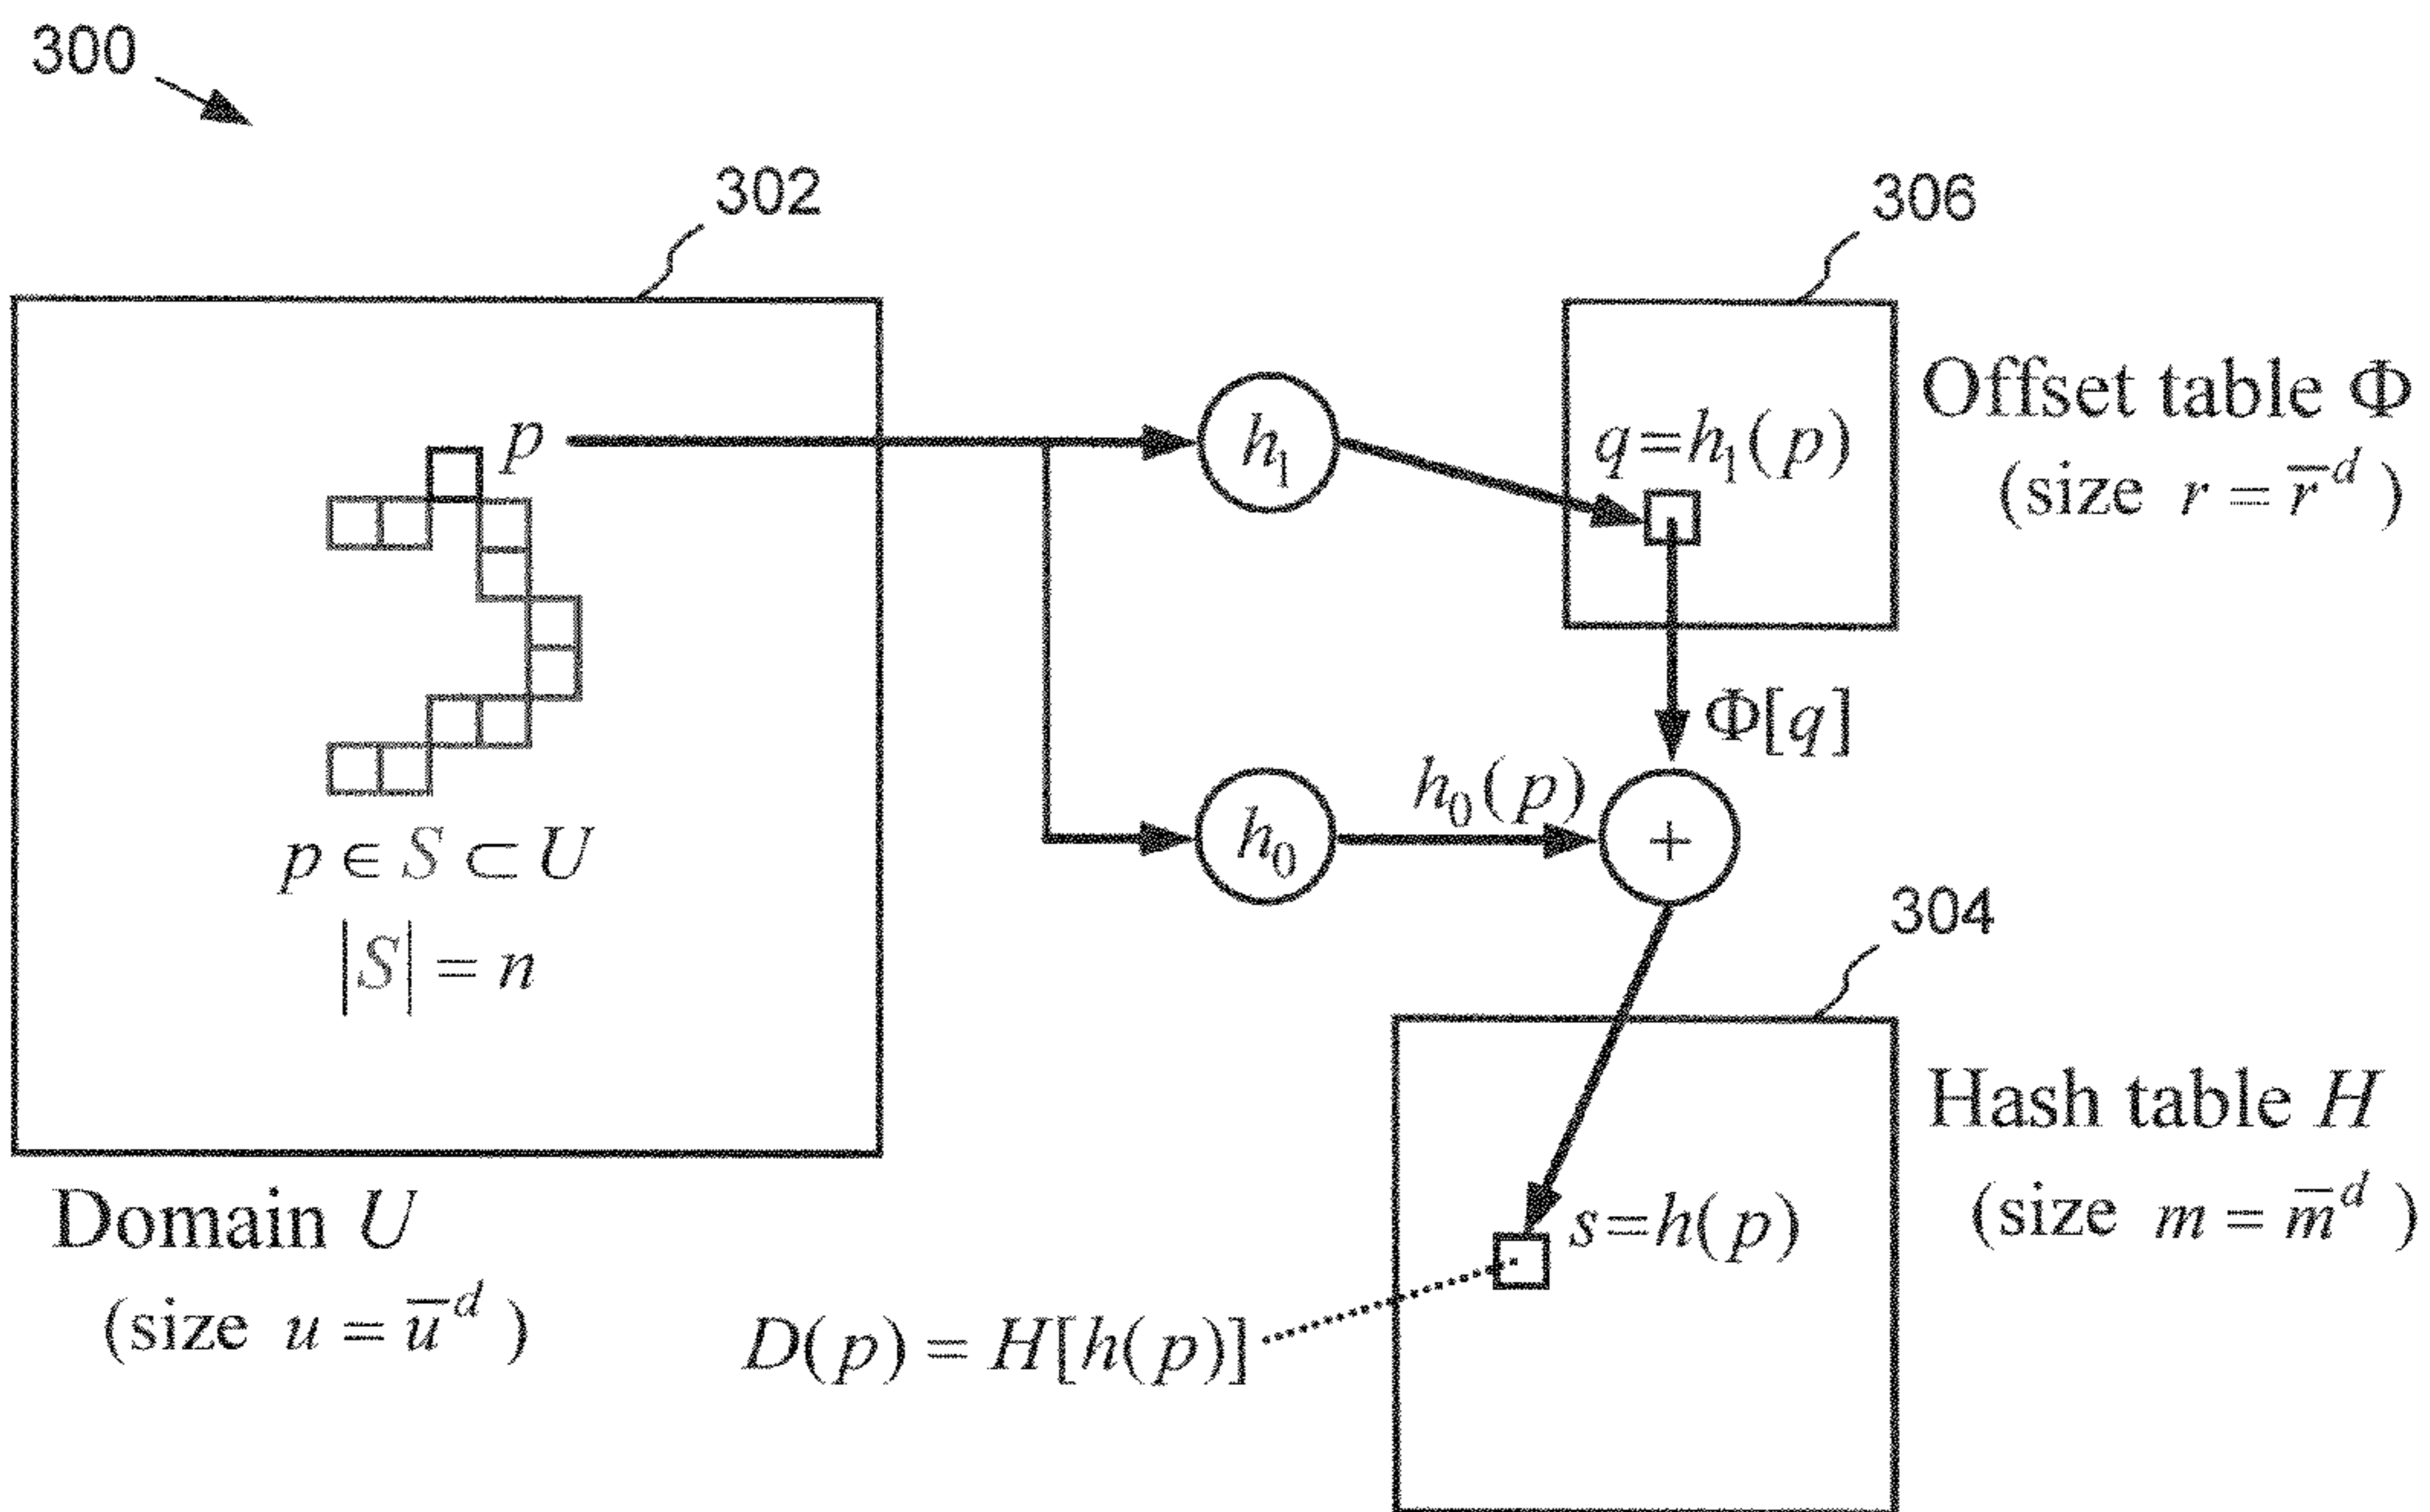 300
302
306
p
h₁
q=h₁(p)
Offset table Φ
(size r = r̅ᵈ)
Φ[q]
h₀
h₀(p)
+
p ∈ S ⊂ U
|S| = n
304
Domain U
(size u = u̅ᵈ)
Hash table H
(size m = m̅ᵈ)
s=h(p)
D(p) = H[h(p)]